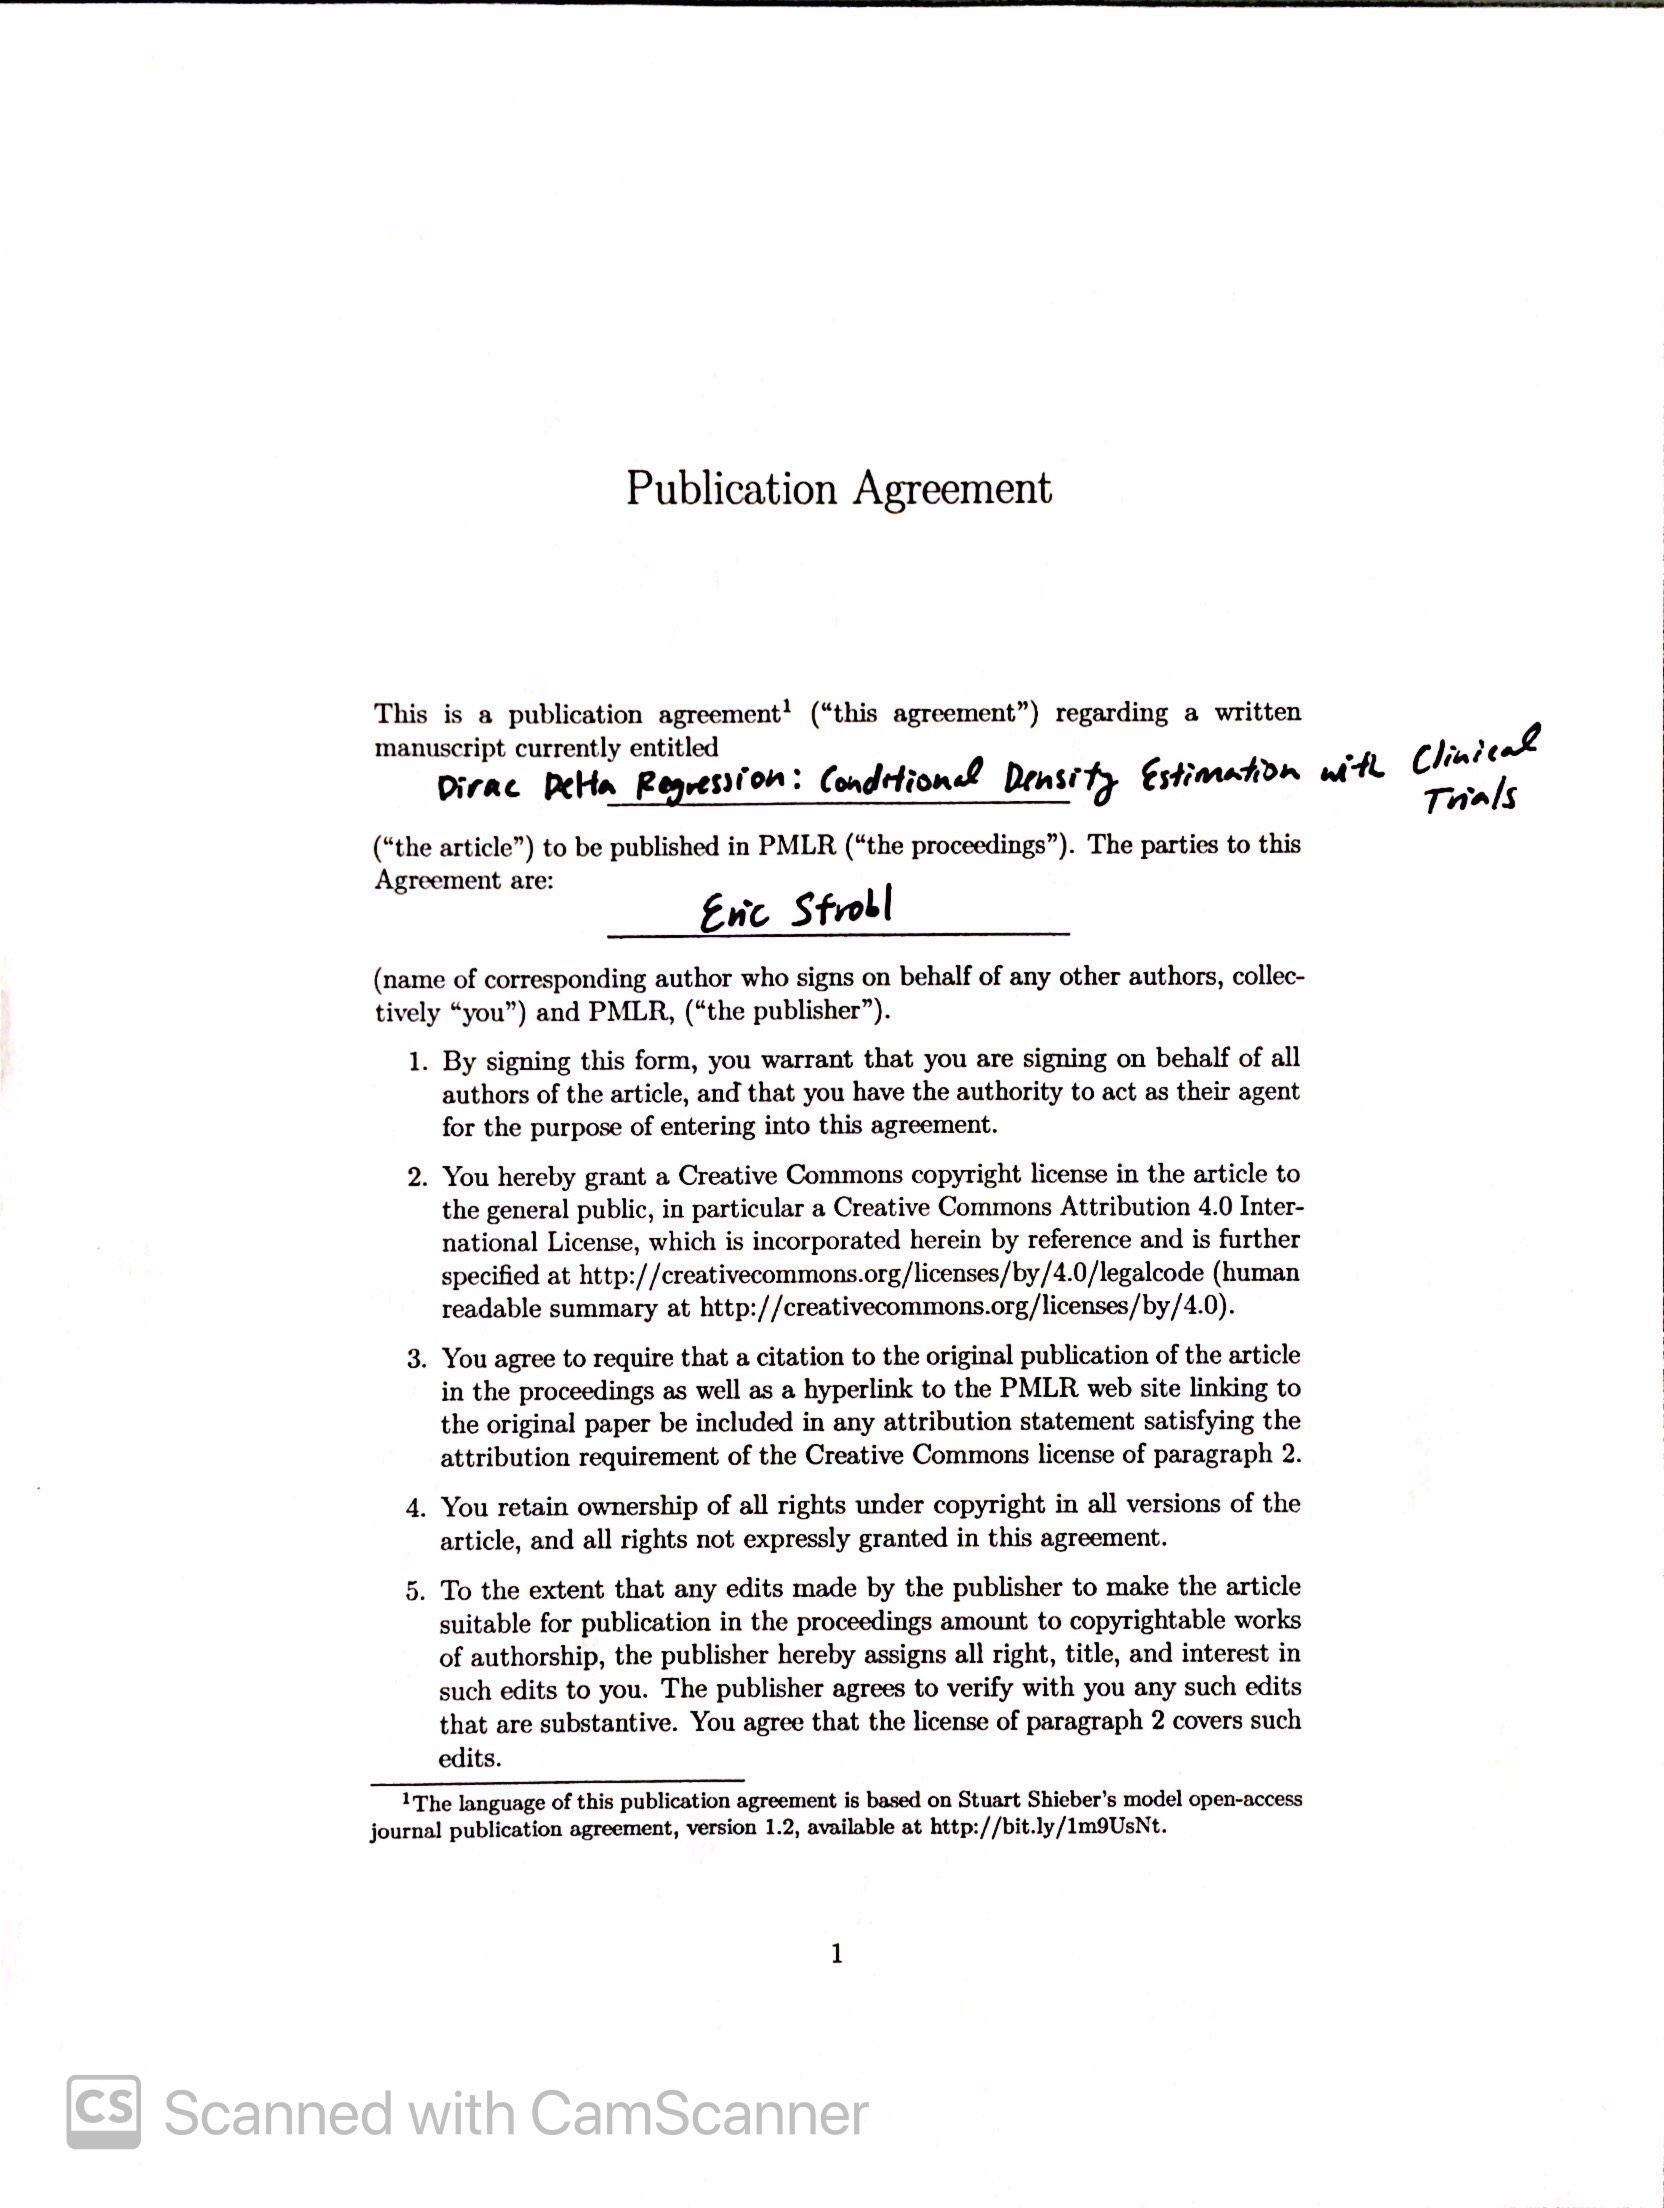 Publication Agreement
This is a publication agreement¹ (“this agreement”) regarding a written
manuscript currently entitled
Dirac Delta Regression: Conditional Density Estimation with Clinical
Trials
(“the article”) to be published in PMLR (“the proceedings”). The parties to this
Agreement are:
Eric Strobl
(name of corresponding author who signs on behalf of any other authors, collec-
tively “you”) and PMLR, (“the publisher”).
1. By signing this form, you warrant that you are signing on behalf of all
authors of the article, and that you have the authority to act as their agent
for the purpose of entering into this agreement.
2. You hereby grant a Creative Commons copyright license in the article to
the general public, in particular a Creative Commons Attribution 4.0 Inter-
national License, which is incorporated herein by reference and is further
specified at http://creativecommons.org/licenses/by/4.0/legalcode (human
readable summary at http://creativecommons.org/licenses/by/4.0).
3. You agree to require that a citation to the original publication of the article
in the proceedings as well as a hyperlink to the PMLR web site linking to
the original paper be included in any attribution statement satisfying the
attribution requirement of the Creative Commons license of paragraph 2.
4. You retain ownership of all rights under copyright in all versions of the
article, and all rights not expressly granted in this agreement.
5. To the extent that any edits made by the publisher to make the article
suitable for publication in the proceedings amount to copyrightable works
of authorship, the publisher hereby assigns all right, title, and interest in
such edits to you. The publisher agrees to verify with you any such edits
that are substantive. You agree that the license of paragraph 2 covers such
edits.
¹The language of this publication agreement is based on Stuart Shieber’s model open-access
journal publication agreement, version 1.2, available at http://bit.ly/1m9UsNt.
1
CS Scanned with CamScanner